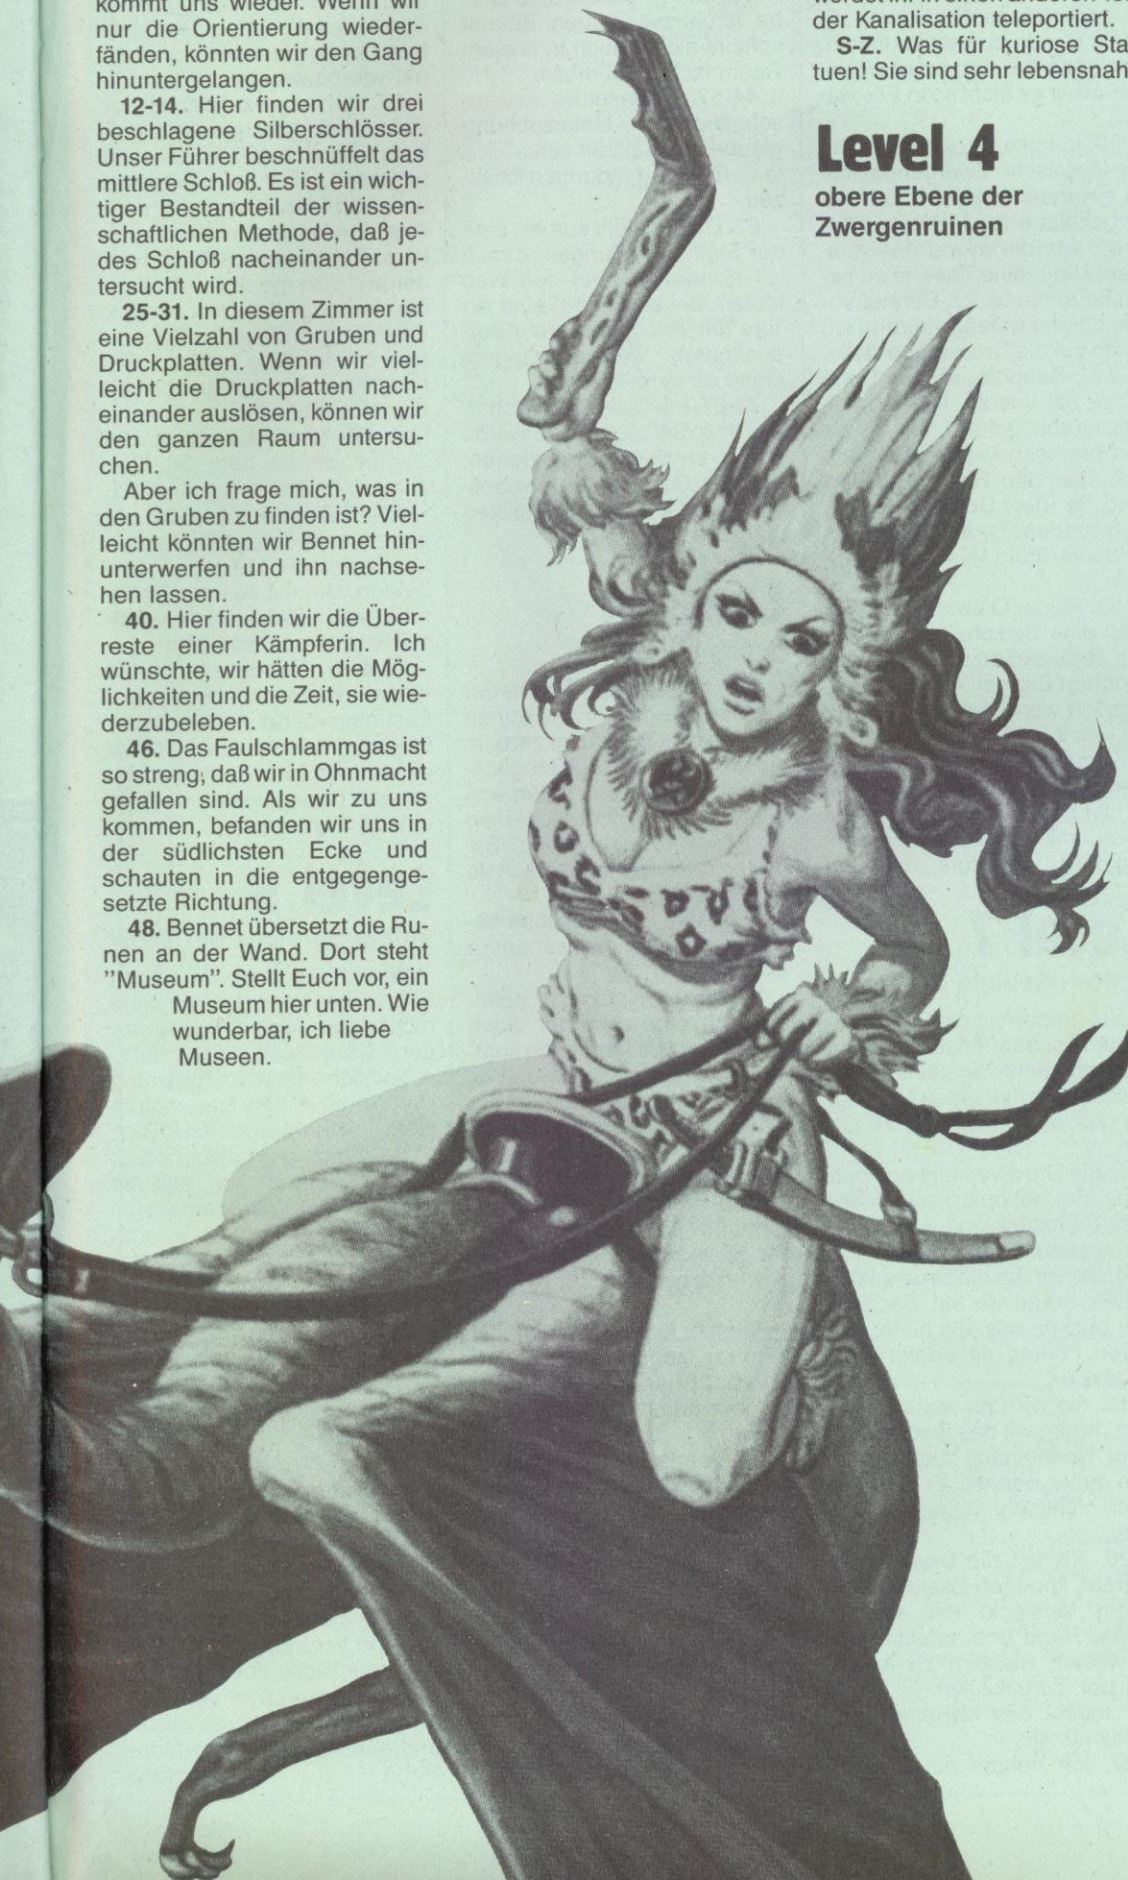 kommt uns wieder. Wenn wir
nur die Orientierung wieder-
fänden, könnten wir den Gang
hinuntergelangen.
12-14. Hier finden wir drei
beschlagene Silberschlösser.
Unser Führer beschnüffelt das
mittlere Schloß. Es ist ein wich-
tiger Bestandteil der wissen-
schaftlichen Methode, daß je-
des Schloß nacheinander un-
tersucht wird.
25-31. In diesem Zimmer ist
eine Vielzahl von Gruben und
Druckplatten. Wenn wir viel-
leicht die Druckplatten nach-
einander auslösen, können wir
den ganzen Raum untersu-
chen.
Aber ich frage mich, was in
den Gruben zu finden ist? Viel-
leicht könnten wir Bennet hin-
unterwerfen und ihn nachse-
hen lassen.
40. Hier finden wir die Über-
reste einer Kämpferin. Ich
wünschte, wir hätten die Mög-
lichkeiten und die Zeit, sie wie-
derzubeleben.
46. Das Faulschlammgas ist
so streng, daß wir in Ohnmacht
gefallen sind. Als wir zu uns
kommen, befanden wir uns in
der südlichsten Ecke und
schauten in die entgegenge-
setzte Richtung.
48. Bennet übersetzt die Ru-
nen an der Wand. Dort steht
"Museum". Stellt Euch vor, ein
Museum hier unten. Wie
wunderbar, ich liebe
Museen.
der Kanalisation teleportiert.
S-Z. Was für kuriose Sta-
tuen! Sie sind sehr lebensnah
Level 4
obere Ebene der
Zwergenruinen